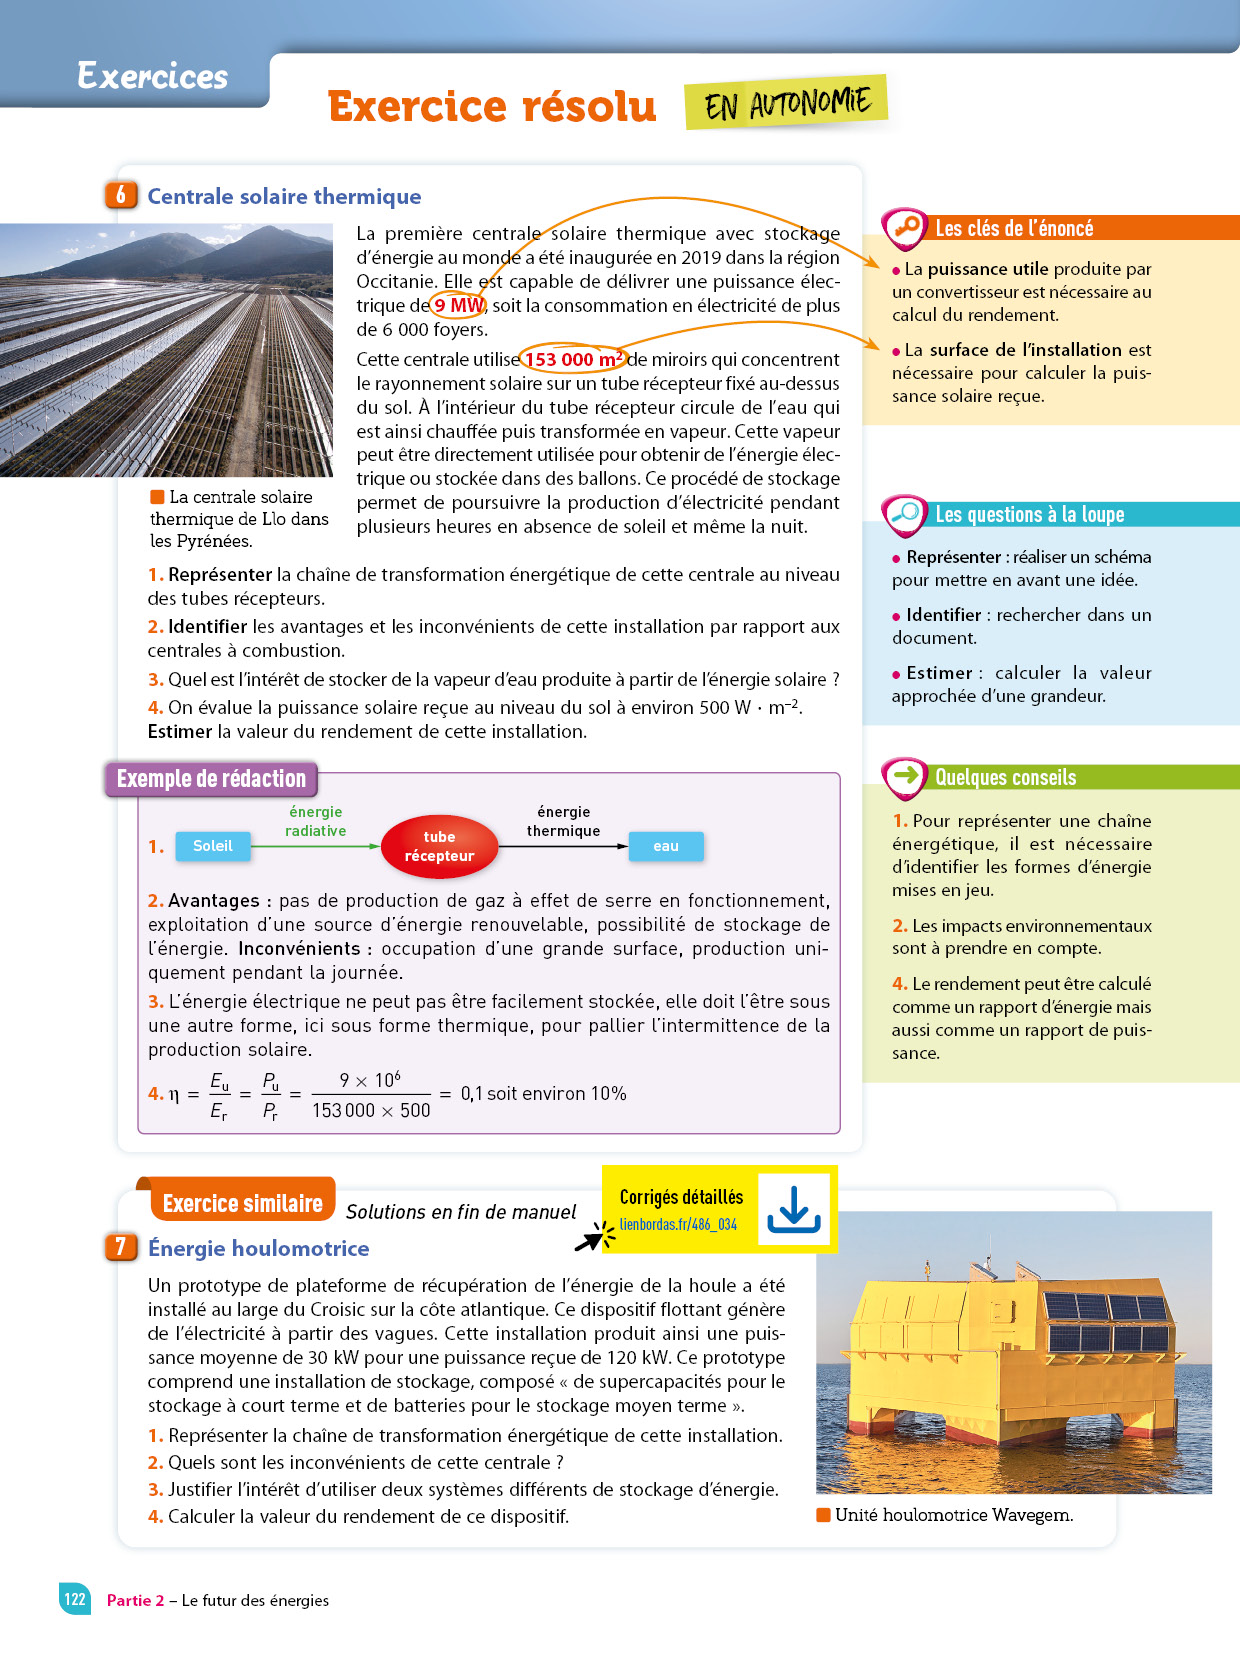 Exercices
Exercice résolu
EN AUTONOMIE
6 Centrale solaire thermique
La première centrale solaire thermique avec stockage
d'énergie au monde a été inaugurée en 2019 dans la région
Occitanie. Elle est capable de délivrer une puissance élec-
trique de 9 MW, soit la consommation en électricité de plus
de 6 000 foyers.
Cette centrale utilise 153 000 m² de miroirs qui concentrent
le rayonnement solaire sur un tube récepteur fixé au-dessus
du sol. À l'intérieur du tube récepteur circule de l'eau qui
est ainsi chauffée puis transformée en vapeur. Cette vapeur
peut être directement utilisée pour obtenir de l'énergie élec-
trique ou stockée dans des ballons. Ce procédé de stockage
permet de poursuivre la production d'électricité pendant
plusieurs heures en absence de soleil et même la nuit.
La centrale solaire
thermique de Llo dans
les Pyrénées.
1. Représenter la chaîne de transformation énergétique de cette centrale au niveau
des tubes récepteurs.
2. Identifier les avantages et les inconvénients de cette installation par rapport aux
centrales à combustion.
3. Quel est l'intérêt de stocker de la vapeur d'eau produite à partir de l'énergie solaire ?
4. On évalue la puissance solaire reçue au niveau du sol à environ 500 W · m⁻².
Estimer la valeur du rendement de cette installation.
Les clés de l'énoncé
• La puissance utile produite par
un convertisseur est nécessaire au
calcul du rendement.
• La surface de l'installation est
nécessaire pour calculer la puis-
sance solaire reçue.
Les questions à la loupe
• Représenter : réaliser un schéma
pour mettre en avant une idée.
• Identifier : rechercher dans un
document.
• Estimer : calculer la valeur
approchée d'une grandeur.
Quelques conseils
1. Pour représenter une chaîne
énergétique, il est nécessaire
d'identifier les formes d'énergie
mises en jeu.
2. Les impacts environnementaux
sont à prendre en compte.
4. Le rendement peut être calculé
comme un rapport d'énergie mais
aussi comme un rapport de puis-
sance.
Exemple de rédaction
1. Soleil
énergie
radiative
tube
récepteur
énergie
thermique
eau
2. Avantages : pas de production de gaz à effet de serre en fonctionnement,
exploitation d'une source d'énergie renouvelable, possibilité de stockage de
l'énergie. Inconvénients : occupation d'une grande surface, production uni-
quement pendant la journée.
3. L'énergie électrique ne peut pas être facilement stockée, elle doit l'être sous
une autre forme, ici sous forme thermique, pour pallier l'intermittence de la
production solaire.
4. η = Eu / Er = Pu / Pr = 9 × 10⁶ / 153 000 × 500 = 0,1 soit environ 10%
Exercice similaire
Solutions en fin de manuel
Corrigés détaillés
lienbordas.fr/486_034
7 Énergie houlomotrice
Un prototype de plateforme de récupération de l'énergie de la houle a été
installé au large du Croisic sur la côte atlantique. Ce dispositif flottant génère
de l'électricité à partir des vagues. Cette installation produit ainsi une puis-
sance moyenne de 30 kW pour une puissance reçue de 120 kW. Ce prototype
comprend une installation de stockage, composé « de supercapacités pour le
stockage à court terme et de batteries pour le stockage moyen terme ».
1. Représenter la chaîne de transformation énergétique de cette installation.
2. Quels sont les inconvénients de cette centrale ?
3. Justifier l'intérêt d'utiliser deux systèmes différents de stockage d'énergie.
4. Calculer la valeur du rendement de ce dispositif.
Unité houlomotrice Wavegem.
122 Partie 2 – Le futur des énergies